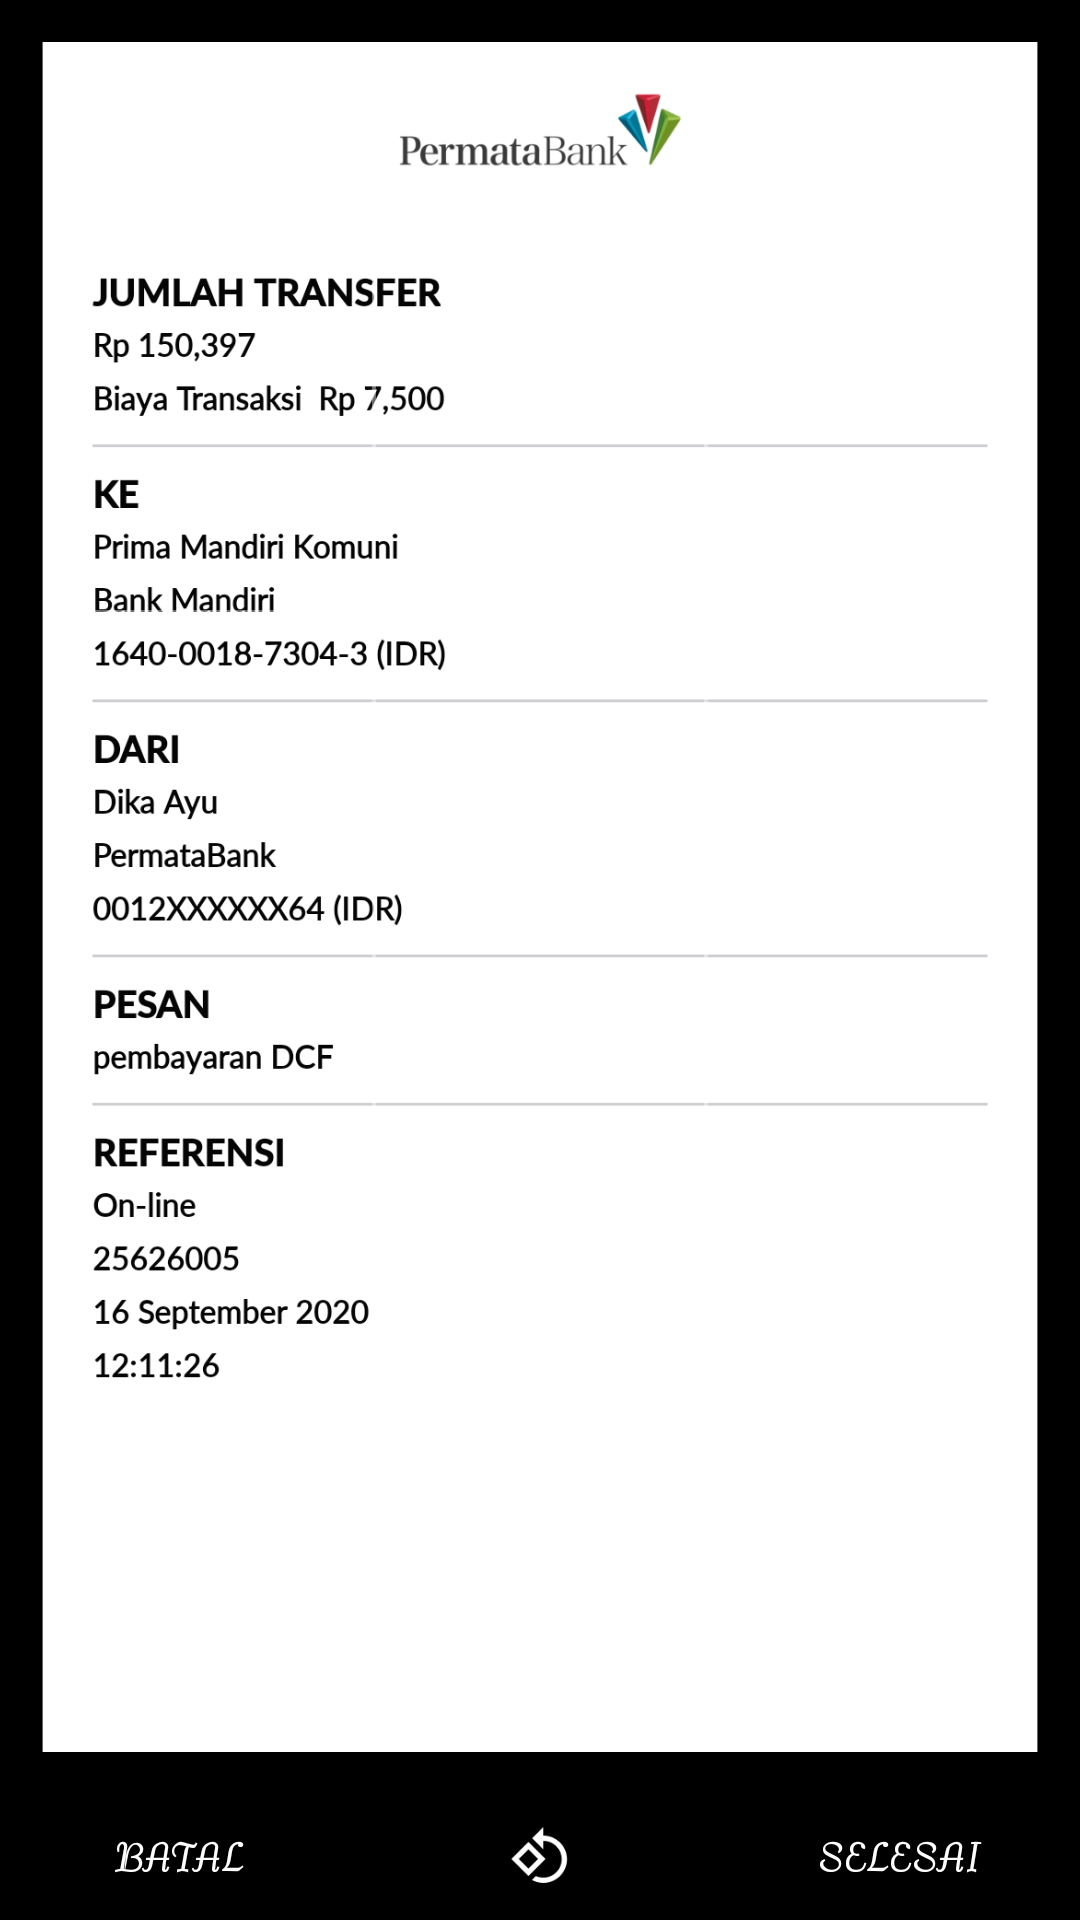 PermataBank
JUMLAH TRANSFER
Rp 150,397
Biaya Transaksi  Rp 7,500
KE
Prima Mandiri Komuni
Bank Mandiri
1640-0018-7304-3 (IDR)
DARI
Dika Ayu
PermataBank
0012XXXXXX64 (IDR)
PESAN
pembayaran DCF
REFERENSI
On-line
25626005
16 September 2020
12:11:26
BATAL
SELESAI